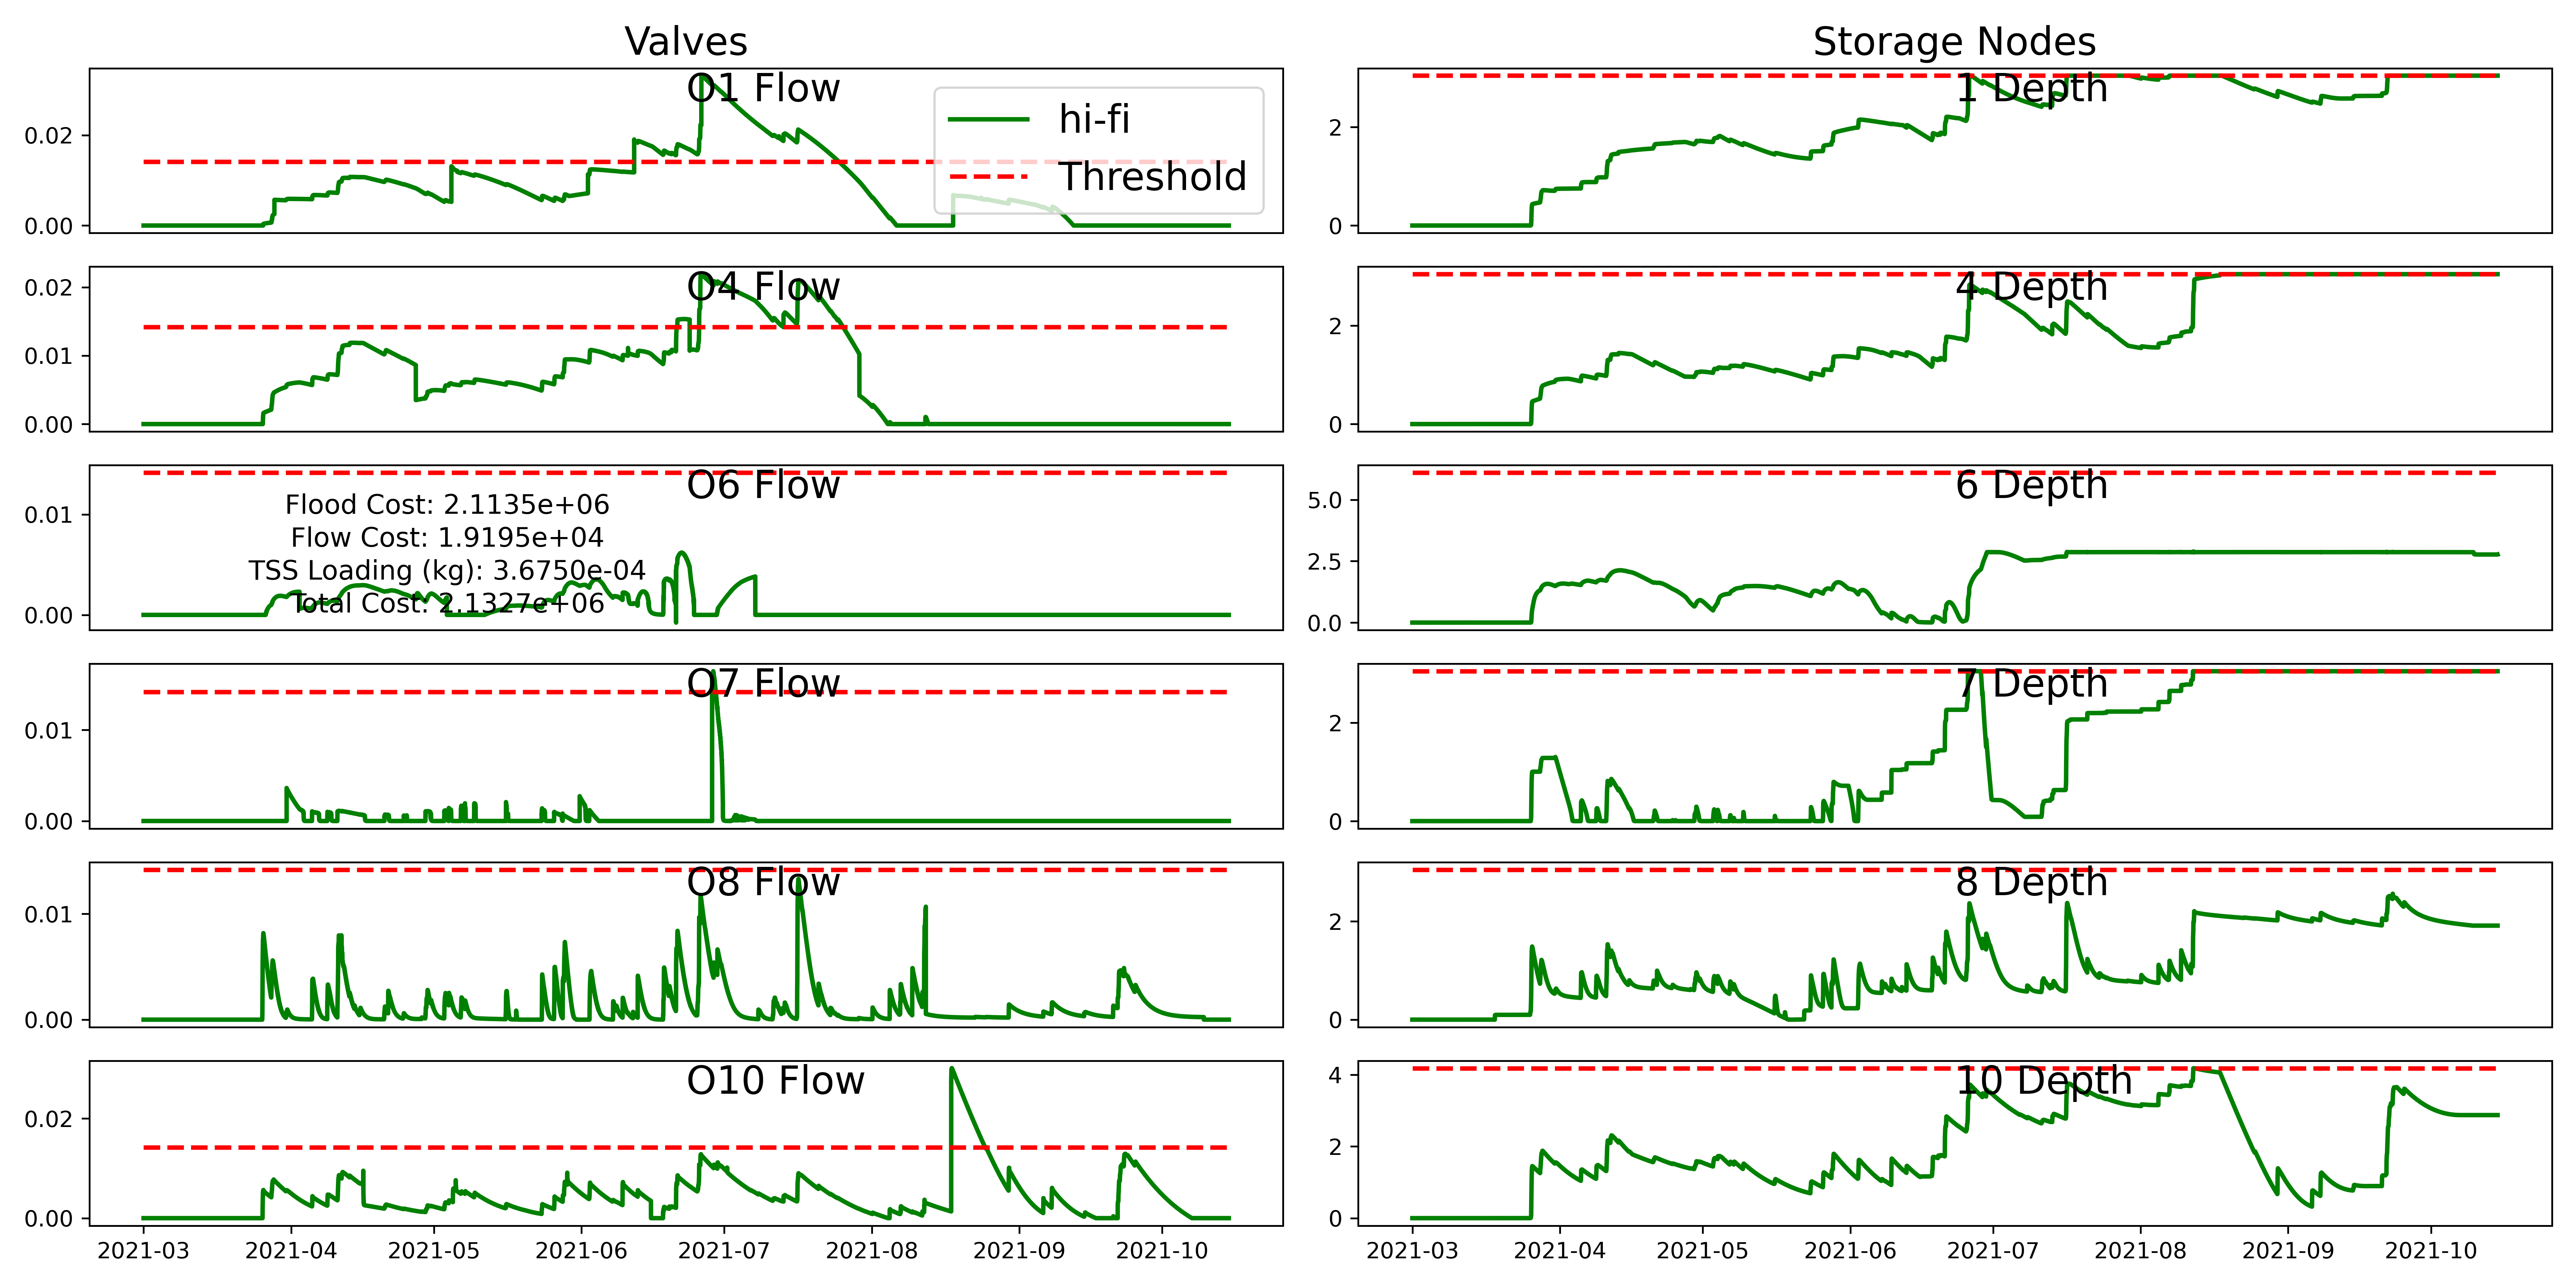 Valves
O1 Flow
hi-fi
Threshold
0.02
0.00
O4 Flow
0.02
0.01
0.00
O6 Flow
0.01
0.00
Flood Cost: 2.1135e+06
Flow Cost: 1.9195e+04
TSS Loading (kg): 3.6750e-04
Total Cost: 2.1327e+06
O7 Flow
0.01
0.00
O8 Flow
0.01
0.00
O10 Flow
0.02
0.00
2021-03 2021-04 2021-05 2021-06 2021-07 2021-08 2021-09 2021-10
Storage Nodes
1 Depth
2
0
4 Depth
2
0
6 Depth
5.0
2.5
0.0
7 Depth
2
0
8 Depth
2
0
10 Depth
4
2
0
2021-03 2021-04 2021-05 2021-06 2021-07 2021-08 2021-09 2021-10